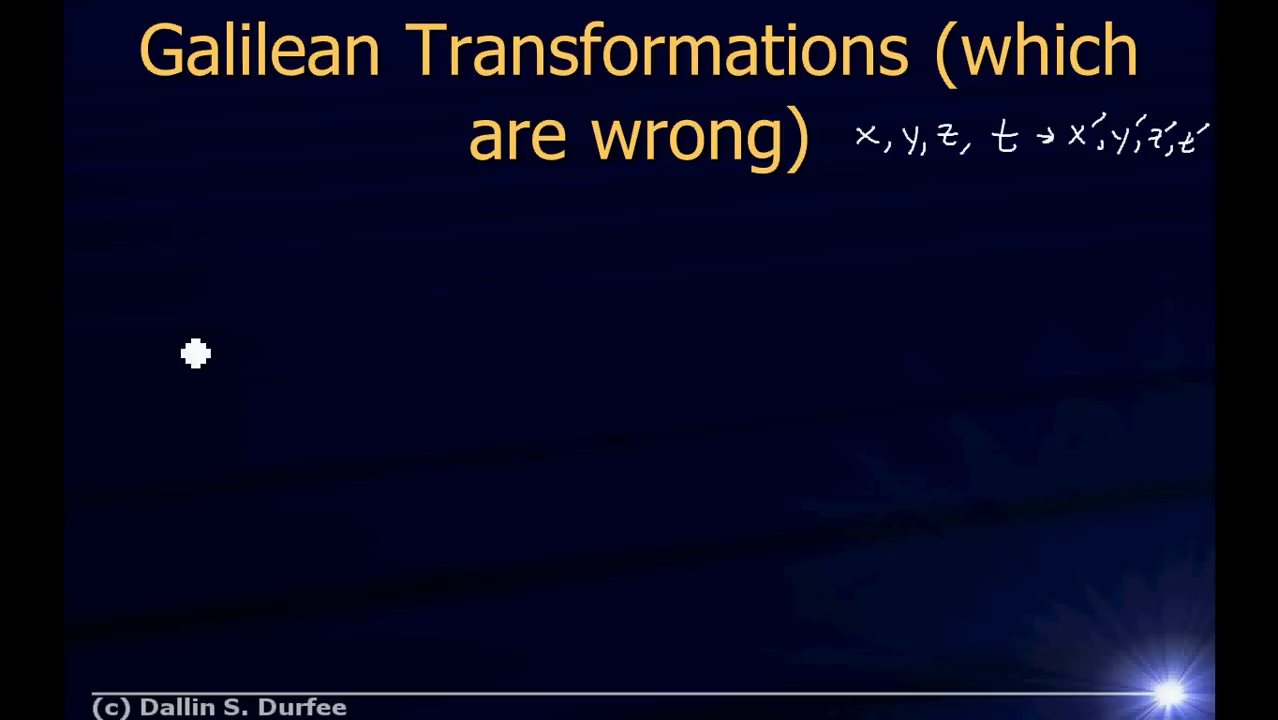 Galilean Transformations (which
are wrong) x, y, z, t → x', y', z', t'
(c) Dallin S. Durfee